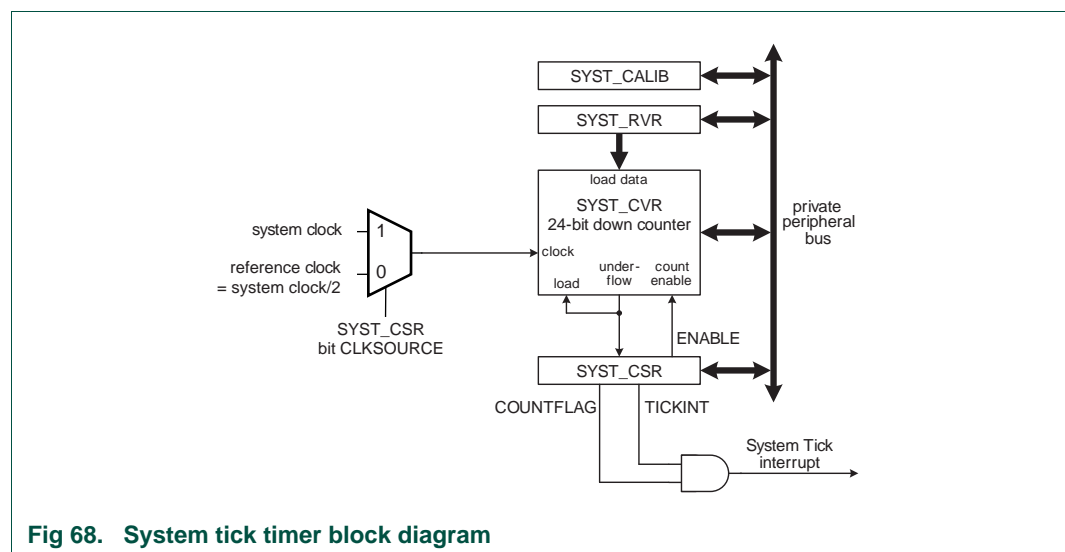 SYST_CALIB
SYST_RVR
load data
SYST_CVR
24-bit down counter
private
peripheral
bus
system clock
1
clock
reference clock
= system clock/2
0
under-
flow
count
enable
load
SYST_CSR
bit CLKSOURCE
ENABLE
SYST_CSR
COUNTFLAG
TICKINT
System Tick
interrupt
Fig 68. System tick timer block diagram